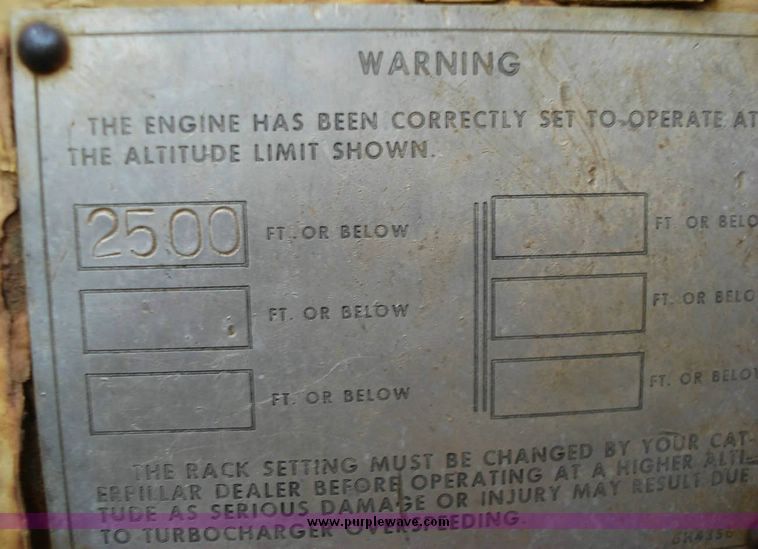 WARNING
THE ENGINE HAS BEEN CORRECTLY SET TO OPERATE AT
THE ALTITUDE LIMIT SHOWN.
2500 FT. OR BELOW FT. OR BELO
FT. OR BELOW FT. OR BELO
FT. OR BELOW FT. OR BELO
THE RACK SETTING MUST BE CHANGED BY YOUR CAT-
ERPILLAR DEALER BEFORE OPERATING AT A HIGHER ALTI-
TUDE AS SERIOUS DAMAGE OR INJURY MAY RESULT DUE
TO TURBOCHARGER OVERSPEEDING.
www.purplewave.com